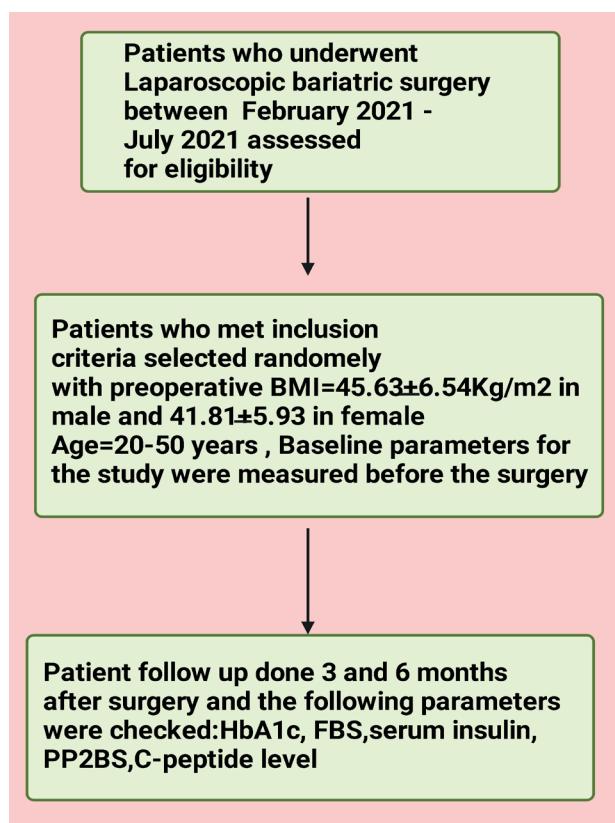 Patients who underwent
Laparoscopic bariatric surgery
between  February 2021 -
July 2021 assessed
for eligibility
Patients who met inclusion
criteria selected randomely
with preoperative BMI=45.63±6.54Kg/m2 in
male and 41.81±5.93 in female
Age=20-50 years , Baseline parameters for
the study were measured before the surgery
Patient follow up done 3 and 6 months
after surgery and the following parameters
were checked:HbA1c, FBS,serum insulin,
PP2BS,C-peptide level